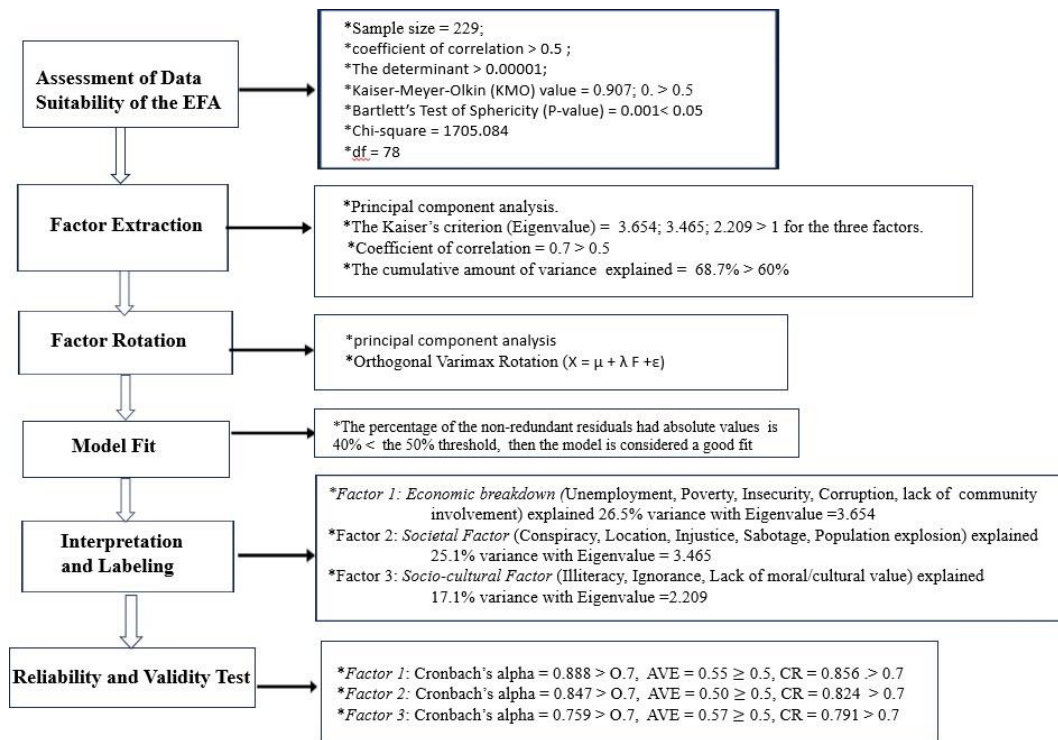 Assessment of Data
Suitability of the EFA
*Sample size = 229;
*coefficient of correlation > 0.5 ;
*The determinant > 0.00001;
*Kaiser-Meyer-Olkin (KMO) value = 0.907; 0. > 0.5
*Bartlett's Test of Sphericity (P-value) = 0.001< 0.05
*Chi-square = 1705.084
*df = 78
Factor Extraction
*Principal component analysis.
*The Kaiser's criterion (Eigenvalue) = 3.654; 3.465; 2.209 > 1 for the three factors.
*Coefficient of correlation = 0.7 > 0.5
*The cumulative amount of variance explained = 68.7% > 60%
Factor Rotation
*principal component analysis
*Orthogonal Varimax Rotation (X = μ + λ F +ε)
Model Fit
*The percentage of the non-redundant residuals had absolute values is
40% < the 50% threshold, then the model is considered a good fit
Interpretation
and Labeling
*Factor 1: Economic breakdown (Unemployment, Poverty, Insecurity, Corruption, lack of community
involvement) explained 26.5% variance with Eigenvalue =3.654
*Factor 2: Societal Factor (Conspiracy, Location, Injustice, Sabotage, Population explosion) explained
25.1% variance with Eigenvalue = 3.465
*Factor 3: Socio-cultural Factor (Illiteracy, Ignorance, Lack of moral/cultural value) explained
17.1% variance with Eigenvalue =2.209
Reliability and Validity Test
*Factor 1: Cronbach's alpha = 0.888 > O.7, AVE = 0.55 ≥ 0.5, CR = 0.856 .> 0.7
*Factor 2: Cronbach's alpha = 0.847 > O.7, AVE = 0.50 ≥ 0.5, CR = 0.824 > 0.7
*Factor 3: Cronbach's alpha = 0.759 > O.7, AVE = 0.57 ≥ 0.5, CR = 0.791 > 0.7